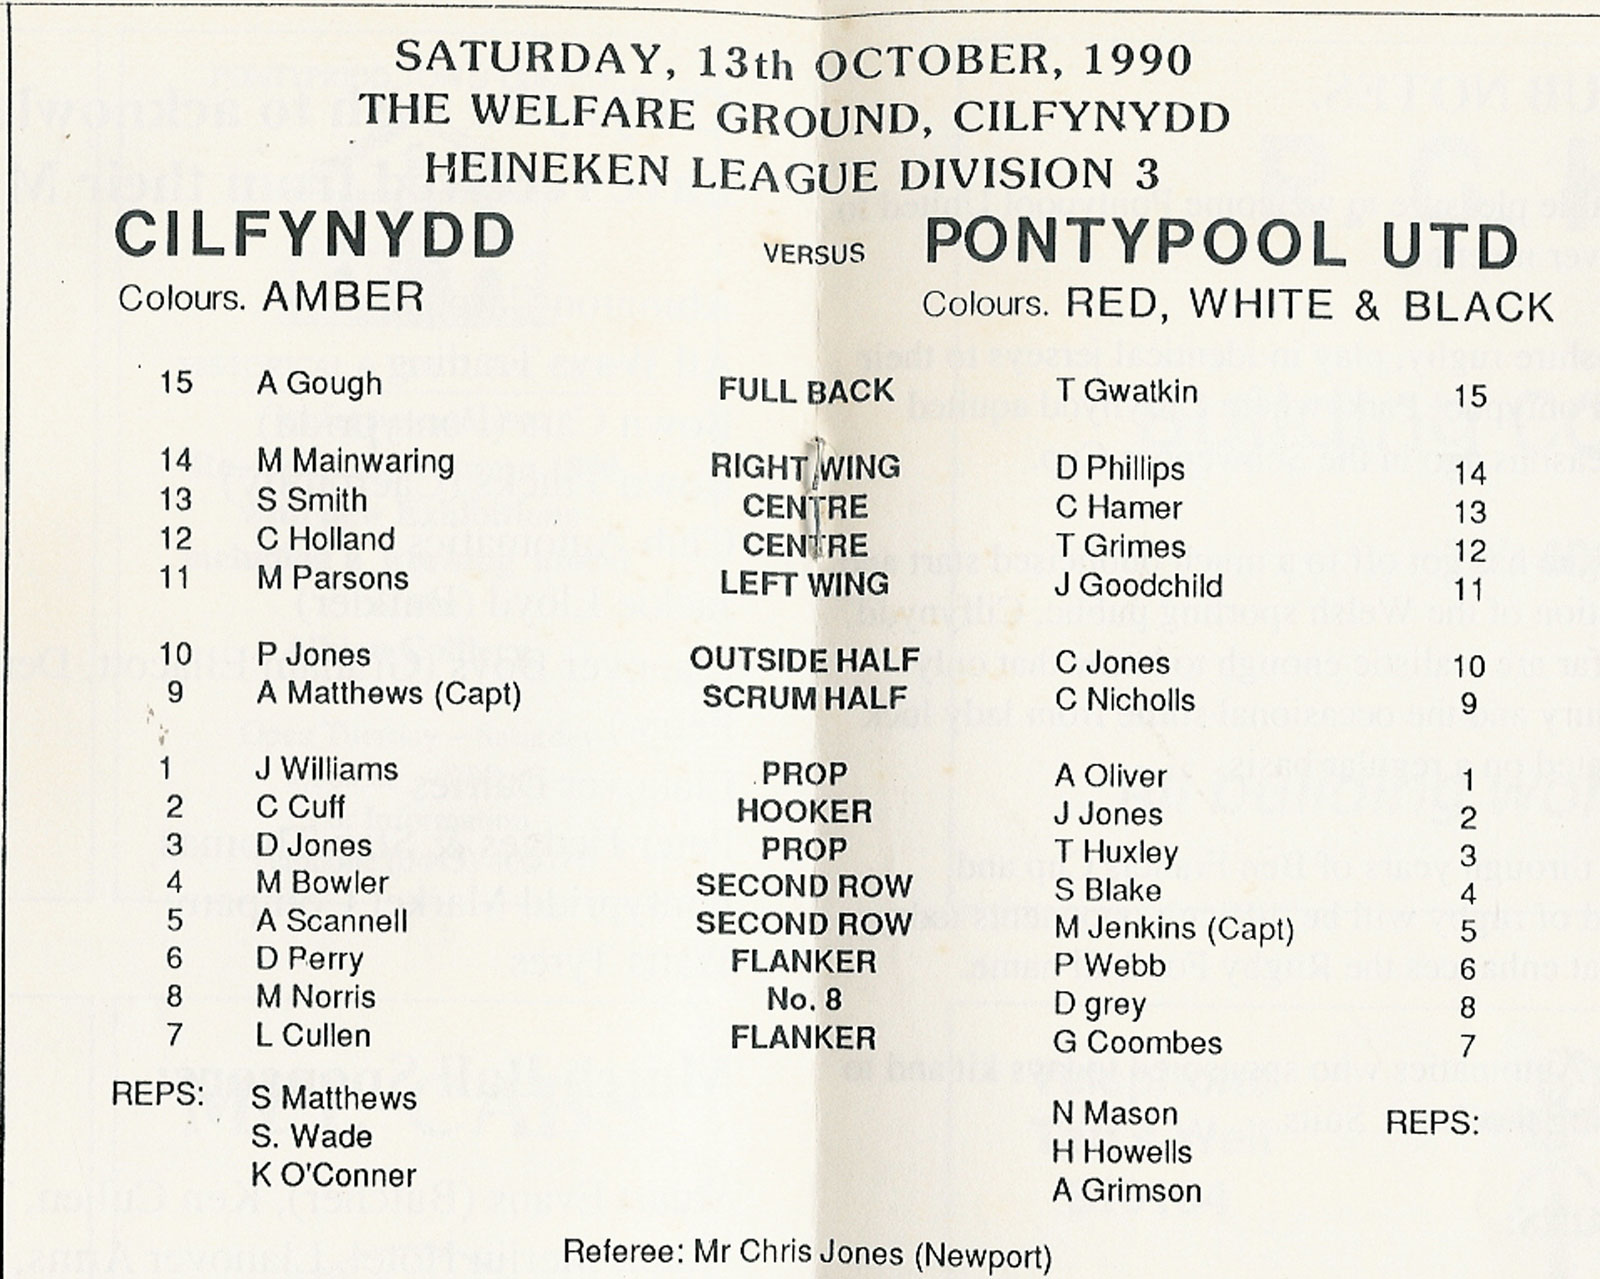 SATURDAY, 13th OCTOBER, 1990
THE WELFARE GROUND, CILFYNYDD
HEINEKEN LEAGUE DIVISION 3
CILFYNYDD VERSUS PONTYPOOL UTD
Colours. AMBER Colours. RED, WHITE & BLACK
15 A Gough FULL BACK T Gwatkin 15
14 M Mainwaring RIGHT WING D Phillips 14
13 S Smith CENTRE C Hamer 13
12 C Holland CENTRE T Grimes 12
11 M Parsons LEFT WING J Goodchild 11
10 P Jones OUTSIDE HALF C Jones 10
9 A Matthews (Capt) SCRUM HALF C Nicholls 9
1 J Williams PROP A Oliver 1
2 C Cuff HOOKER J Jones 2
3 D Jones PROP T Huxley 3
4 M Bowler SECOND ROW S Blake 4
5 A Scannell SECOND ROW M Jenkins (Capt) 5
6 D Perry FLANKER P Webb 6
8 M Norris No. 8 D grey 8
7 L Cullen FLANKER G Coombes 7
REPS: S Matthews N Mason REPS:
S. Wade H Howells
K O'Conner A Grimson
Referee: Mr Chris Jones (Newport)